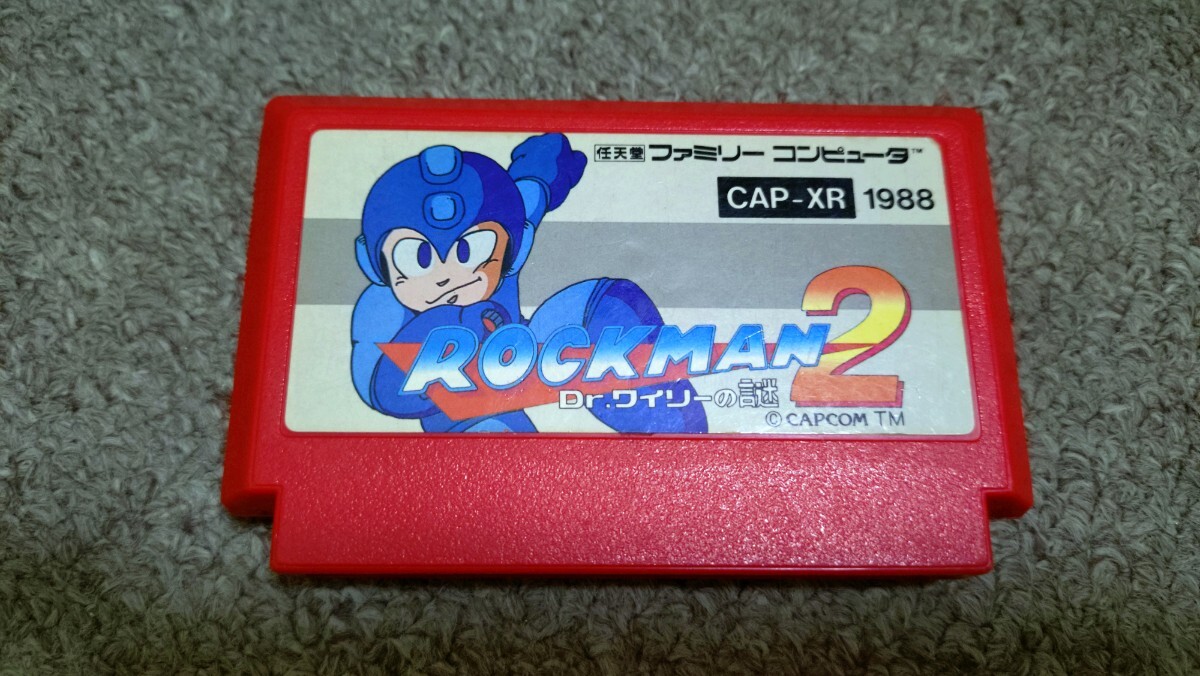 任天堂 ファミリー コンピュータ™
CAP-XR 1988
ROCKMAN 2
Dr.ワイリーの謎
©CAPCOM TM